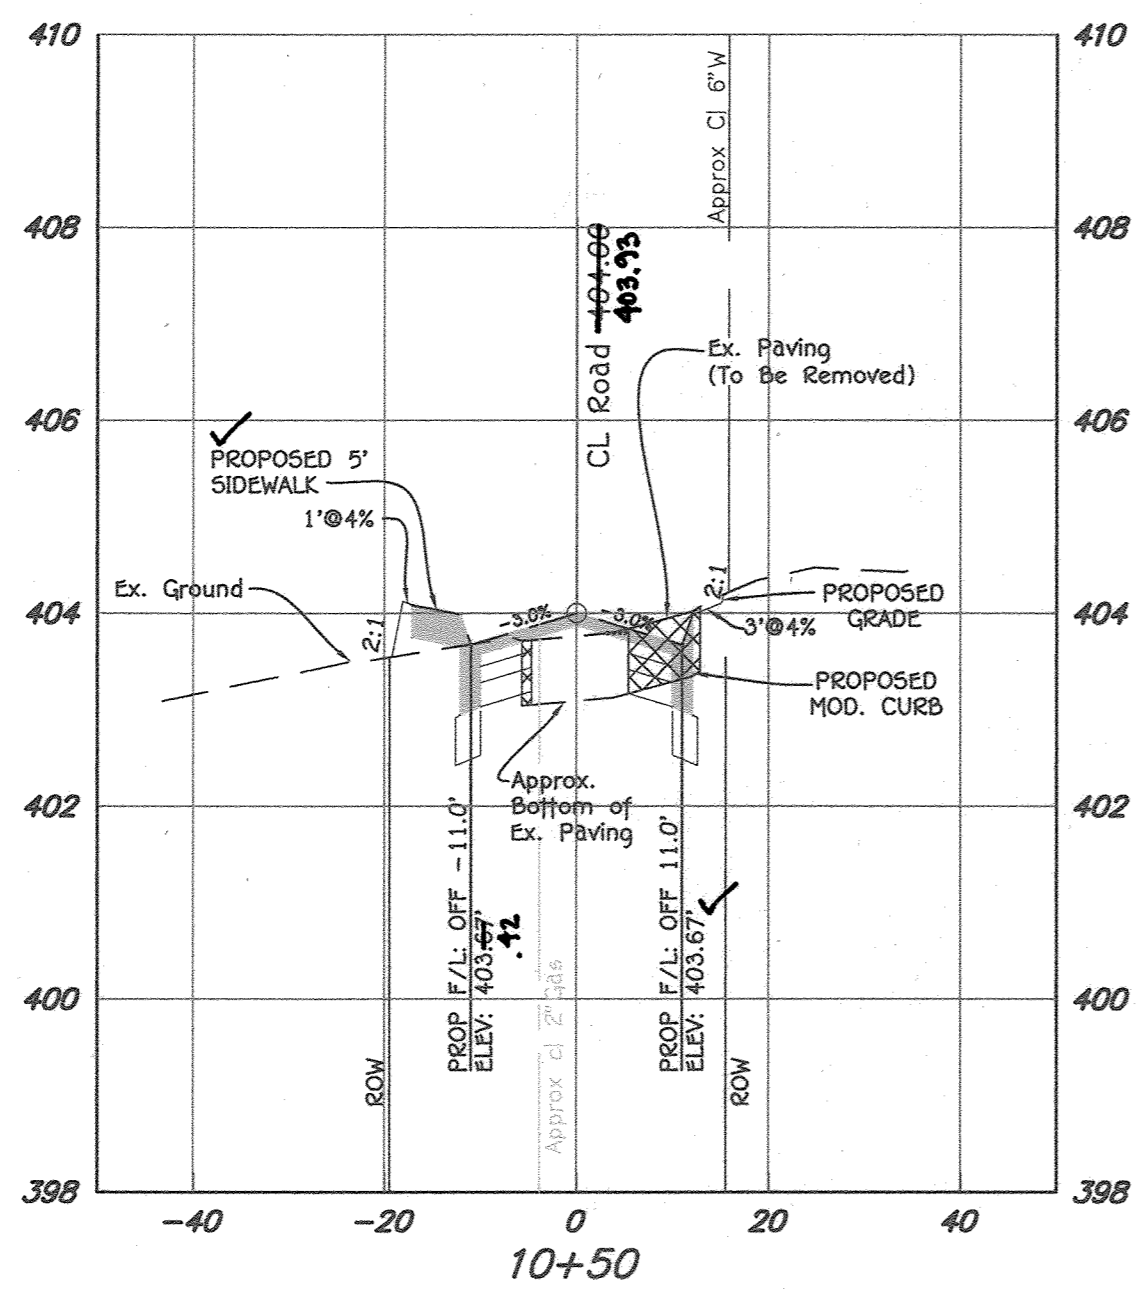 410
410
Approx Cl 6"W
408
408
CL Road 404.00
403.93
Ex. Paving
(To Be Removed)
406
406
PROPOSED 5'
SIDEWALK
1'@4%
Ex. Ground
2:1
404
404
-3.0%
-3.0%
2:1
PROPOSED
GRADE
3'@4%
PROPOSED
MOD. CURB
Approx.
Bottom of
Ex. Paving
402
402
PROP F/L: OFF -11.0'
ELEV: 403.67'
.42
Approx cl 2" Gas
PROP F/L: OFF 11.0'
ELEV: 403.67'
400
400
ROW
ROW
398
398
-40
-20
0
20
40
10+50